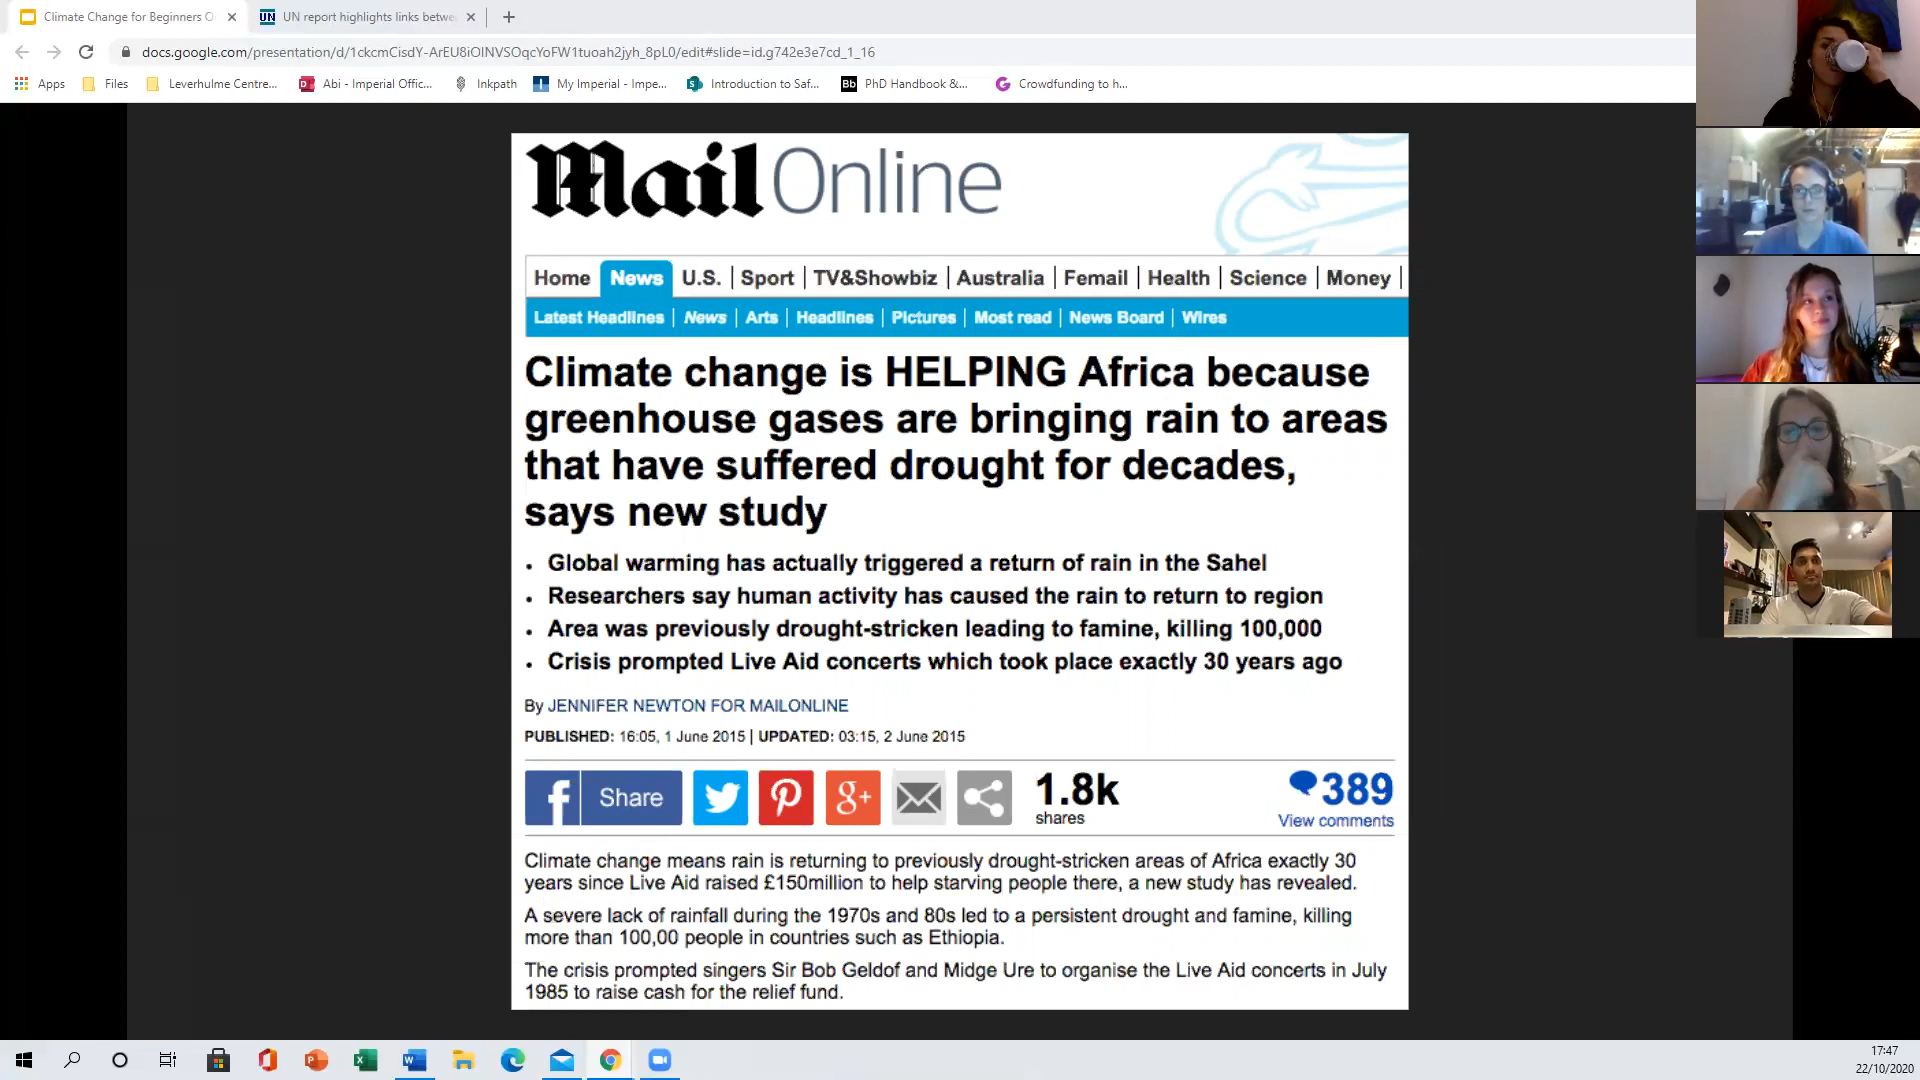 Climate Change for Beginners O
UN report highlights links betwe
docs.google.com/presentation/d/1ckcmCisdY-ArEU8iOINVSOqcYoFW1tuoah2jyh_8pL0/edit#slide=id.g742e3e7cd_1_16
Apps Files Leverhulme Centre... Abi - Imperial Offic... Inkpath My Imperial - Impe... Introduction to Saf... Bb PhD Handbook &... Crowdfunding to h...
Mail Online
Home News U.S. Sport TV&Showbiz Australia Femail Health Science Money
Latest Headlines News Arts Headlines Pictures Most read News Board Wires
Climate change is HELPING Africa because
greenhouse gases are bringing rain to areas
that have suffered drought for decades,
says new study
• Global warming has actually triggered a return of rain in the Sahel
• Researchers say human activity has caused the rain to return to region
• Area was previously drought-stricken leading to famine, killing 100,000
• Crisis prompted Live Aid concerts which took place exactly 30 years ago
By JENNIFER NEWTON FOR MAILONLINE
PUBLISHED: 16:05, 1 June 2015 | UPDATED: 03:15, 2 June 2015
Share 1.8k 389
shares View comments
Climate change means rain is returning to previously drought-stricken areas of Africa exactly 30
years since Live Aid raised £150million to help starving people there, a new study has revealed.
A severe lack of rainfall during the 1970s and 80s led to a persistent drought and famine, killing
more than 100,00 people in countries such as Ethiopia.
The crisis prompted singers Sir Bob Geldof and Midge Ure to organise the Live Aid concerts in July
1985 to raise cash for the relief fund.
17:47
22/10/2020